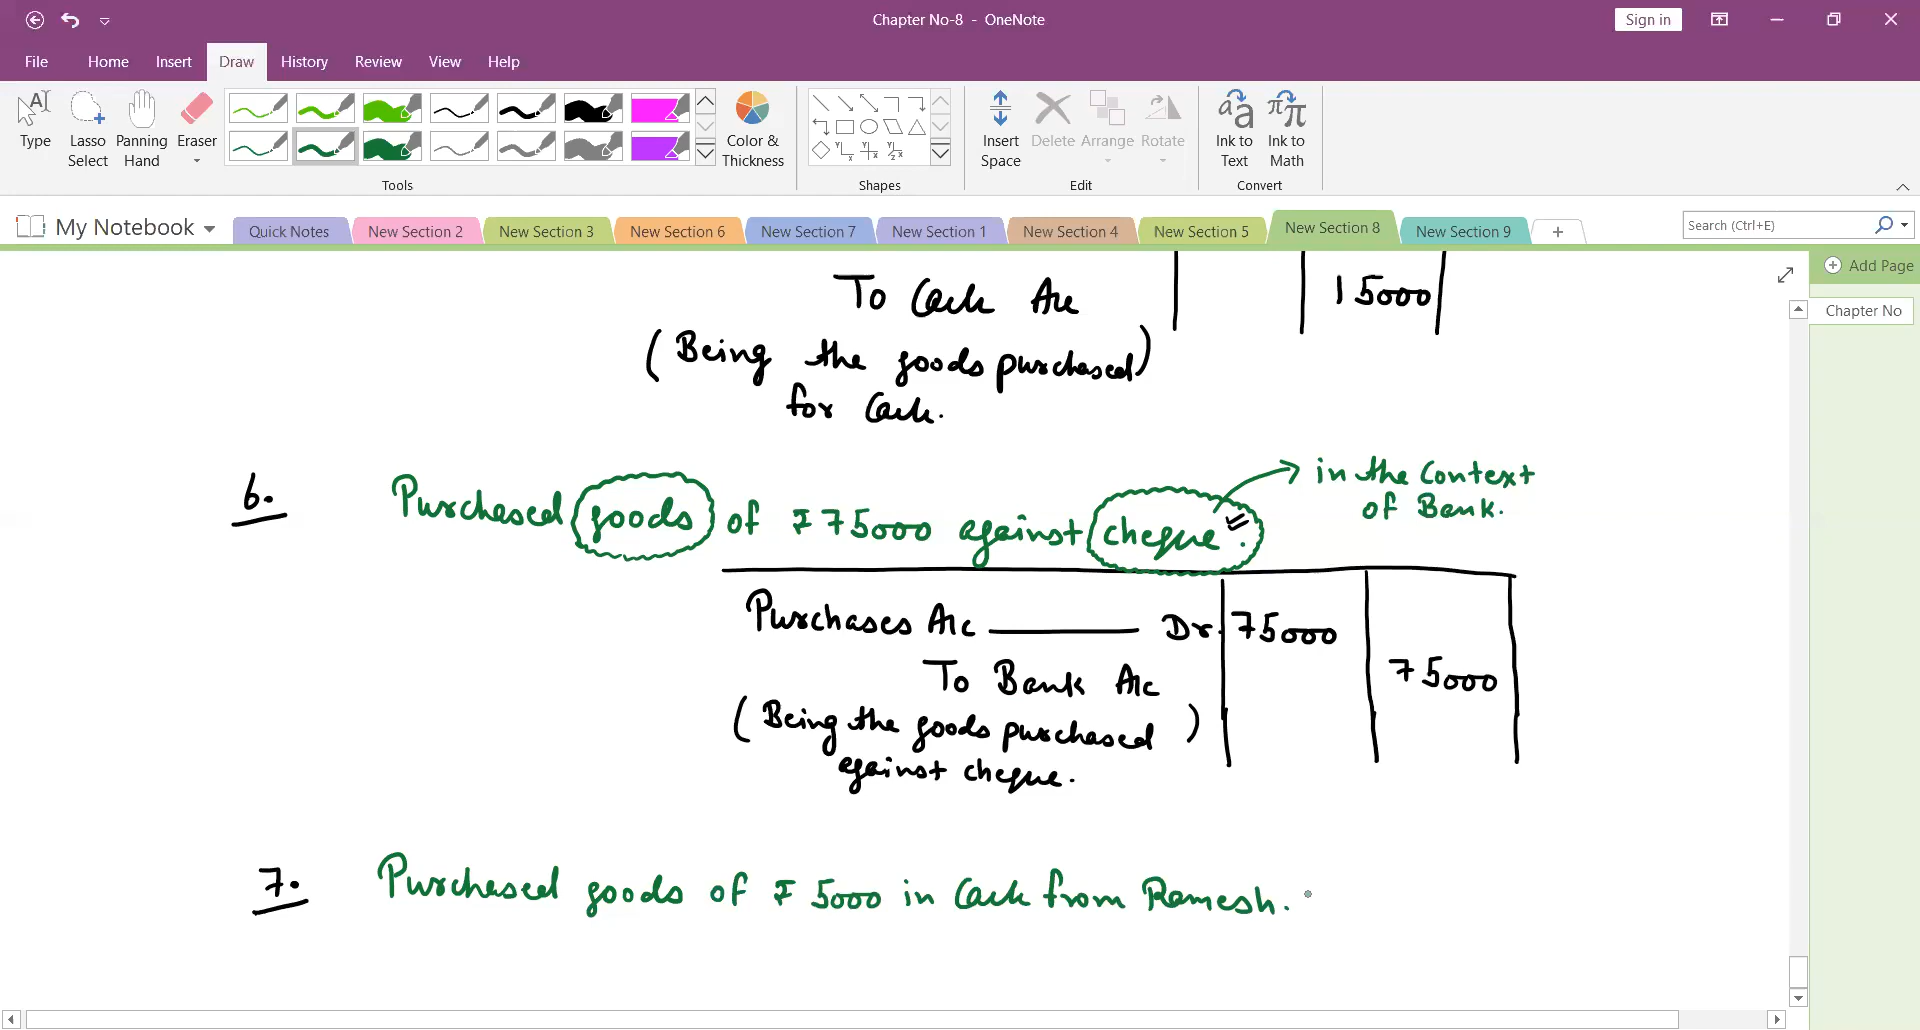 Chapter No-8 - OneNote
Sign in
File Home Insert Draw History Review View Help
Type
Lasso Select
Panning Hand
Eraser
Color & Thickness
Insert Space
Delete
Arrange
Rotate
Ink to Text
Ink to Math
Tools
Shapes
Edit
Convert
My Notebook
Quick Notes
New Section 2
New Section 3
New Section 6
New Section 7
New Section 1
New Section 4
New Section 5
New Section 8
New Section 9
Search (Ctrl+E)
Add Page
Chapter No
To Cash A/c 15000
(Being the goods purchased)
for Cash.
6. Purchased goods of ₹ 75000 against cheque.
in the Context
of Bank.
Purchases A/c Dr. 75000
To Bank A/c 75000
(Being the goods purchased )
against cheque.
7. Purchased goods of ₹ 5000 in Cash from Ramesh.